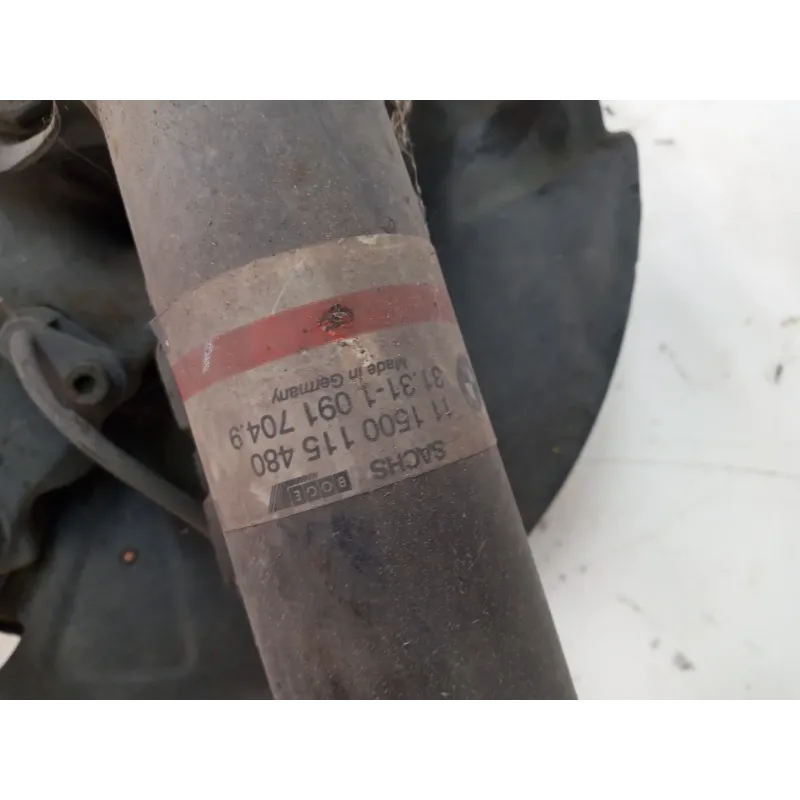 SACHS BOGE
11 1500 115 480
31.31-1 091 704.9
Made in Germany